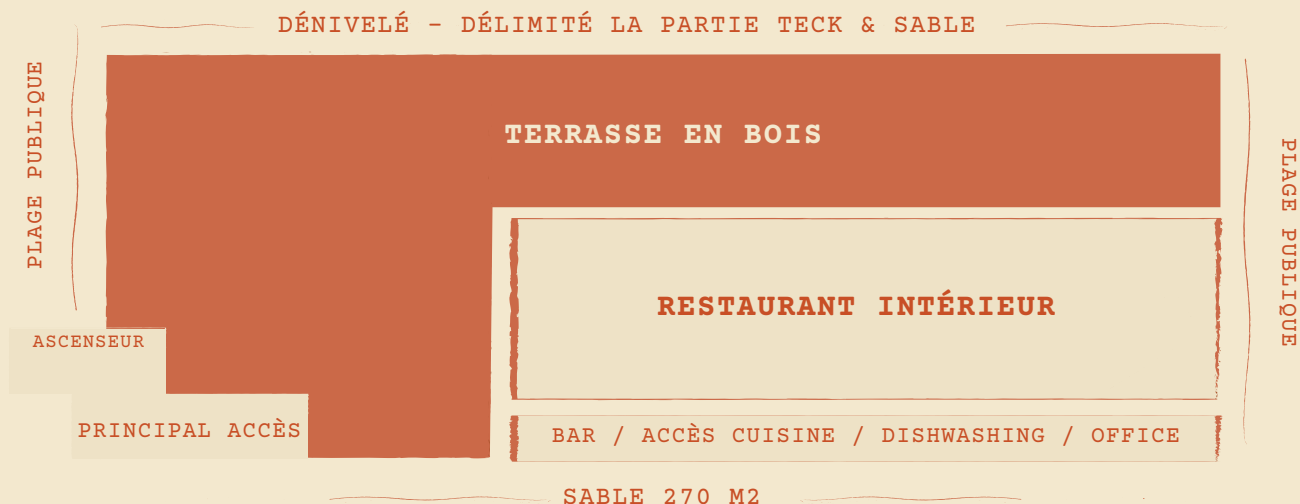 DÉNIVELÉ - DÉLIMITÉ LA PARTIE TECK & SABLE
PLAGE PUBLIQUE
TERRASSE EN BOIS
PLAGE PUBLIQUE
RESTAURANT INTÉRIEUR
ASCENSEUR
PRINCIPAL ACCÈS
BAR / ACCÈS CUISINE / DISHWASHING / OFFICE
SABLE 270 M2